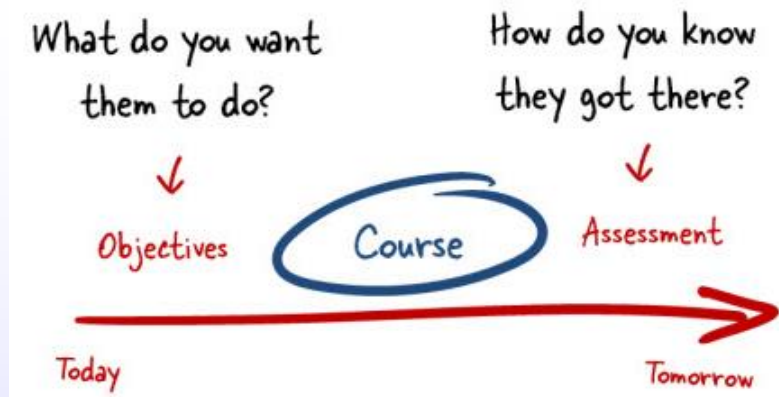 What do you want
them to do?
How do you know
they got there?
Objectives
Course
Assessment
Today
Tomorrow